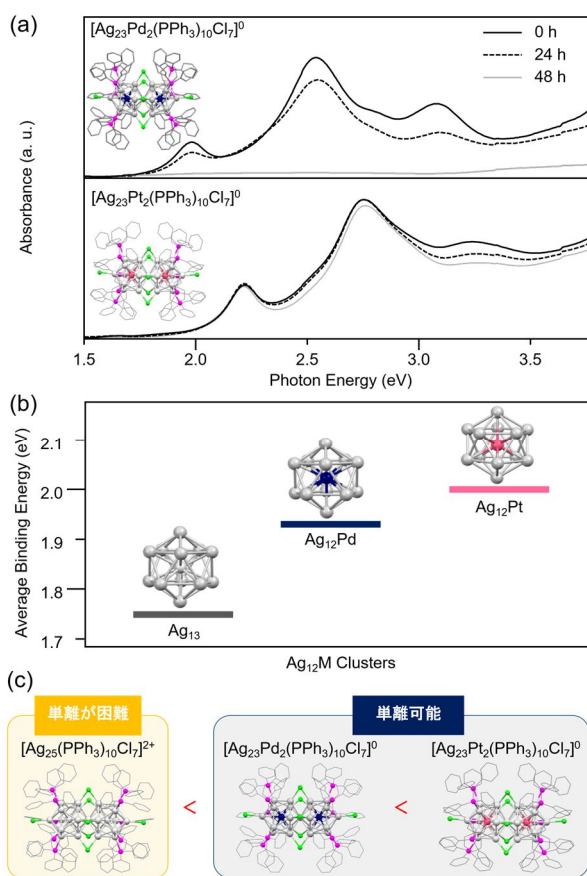 (a)
[Ag23Pd2(PPh3)10Cl7]0
0 h
24 h
48 h
[Ag23Pt2(PPh3)10Cl7]0
Absorbance (a. u.)
1.5 2.0 2.5 3.0 3.5
Photon Energy (eV)
(b)
Average Binding Energy (eV)
2.1
2.0
1.9
1.8
1.7
Ag13
Ag12Pd
Ag12Pt
Ag12M Clusters
(c)
単離が困難
単離可能
[Ag25(PPh3)10Cl7]2+
[Ag23Pd2(PPh3)10Cl7]0
[Ag23Pt2(PPh3)10Cl7]0
< <